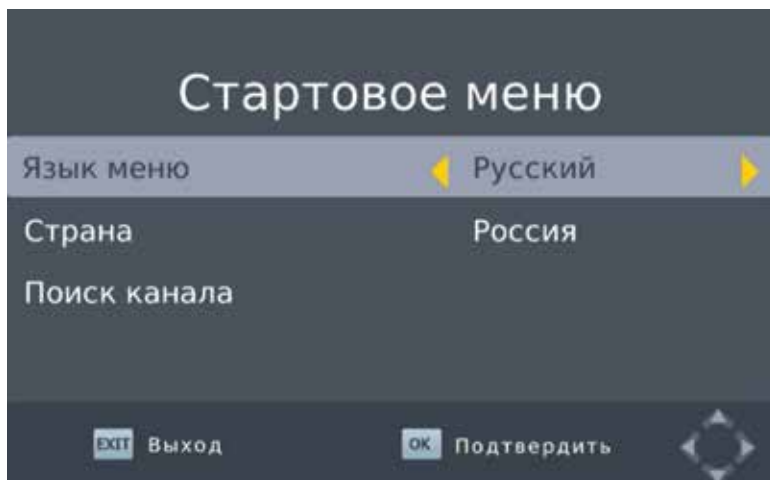 Стартовое меню
Язык меню Русский
Страна Россия
Поиск канала
EXIT Выход OK Подтвердить